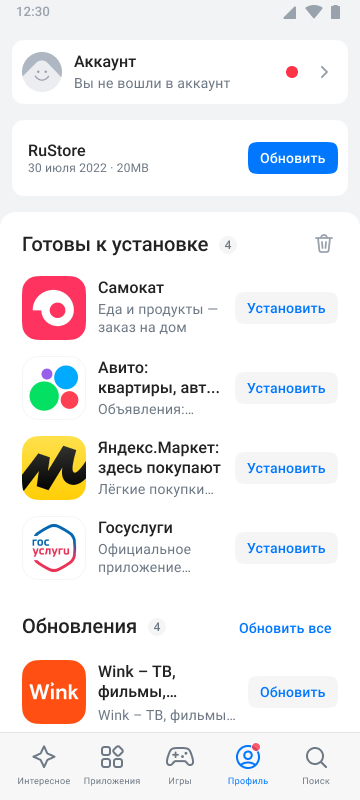 12:30
Аккаунт
Вы не вошли в аккаунт
RuStore
30 июля 2022 · 20MB
Обновить
Готовы к установке 4
Самокат
Еда и продукты —
заказ на дом
Установить
Авито:
квартиры, авт...
Объявления:...
Установить
Яндекс.Маркет:
здесь покупают
Лёгкие покупки...
Установить
гос
услуги
Госуслуги
Официальное
приложение...
Установить
Обновления 4
Обновить все
Wink
Wink – ТВ,
фильмы,...
Wink – ТВ, фильмы...
Обновить
Интересное Приложения Игры Профиль Поиск